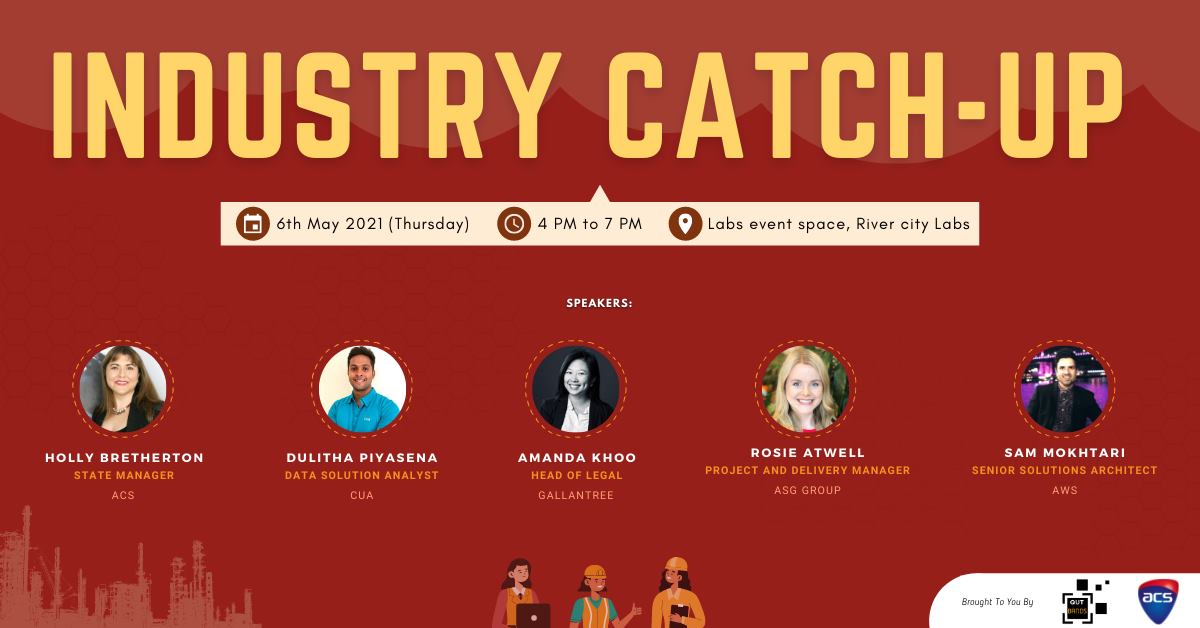 INDUSTRY CATCH-UP
6th May 2021 (Thursday)
4 PM to 7 PM
Labs event space, River city Labs
SPEAKERS:
HOLLY BRETHERTON
STATE MANAGER
ACS
DULITHA PIYASENA
DATA SOLUTION ANALYST
CUA
AMANDA KHOO
HEAD OF LEGAL
GALLANTREE
ROSIE ATWELL
PROJECT AND DELIVERY MANAGER
ASG GROUP
SAM MOKHTARI
SENIOR SOLUTIONS ARCHITECT
AWS
Brought To You By
QUT
BANDS
acs